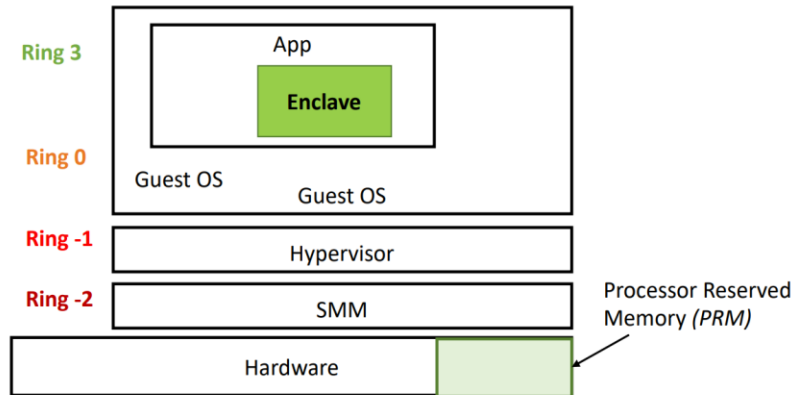 Ring 3
App
Enclave
Ring 0
Guest OS
Guest OS
Ring -1
Hypervisor
Ring -2
SMM
Processor Reserved
Memory (PRM)
Hardware